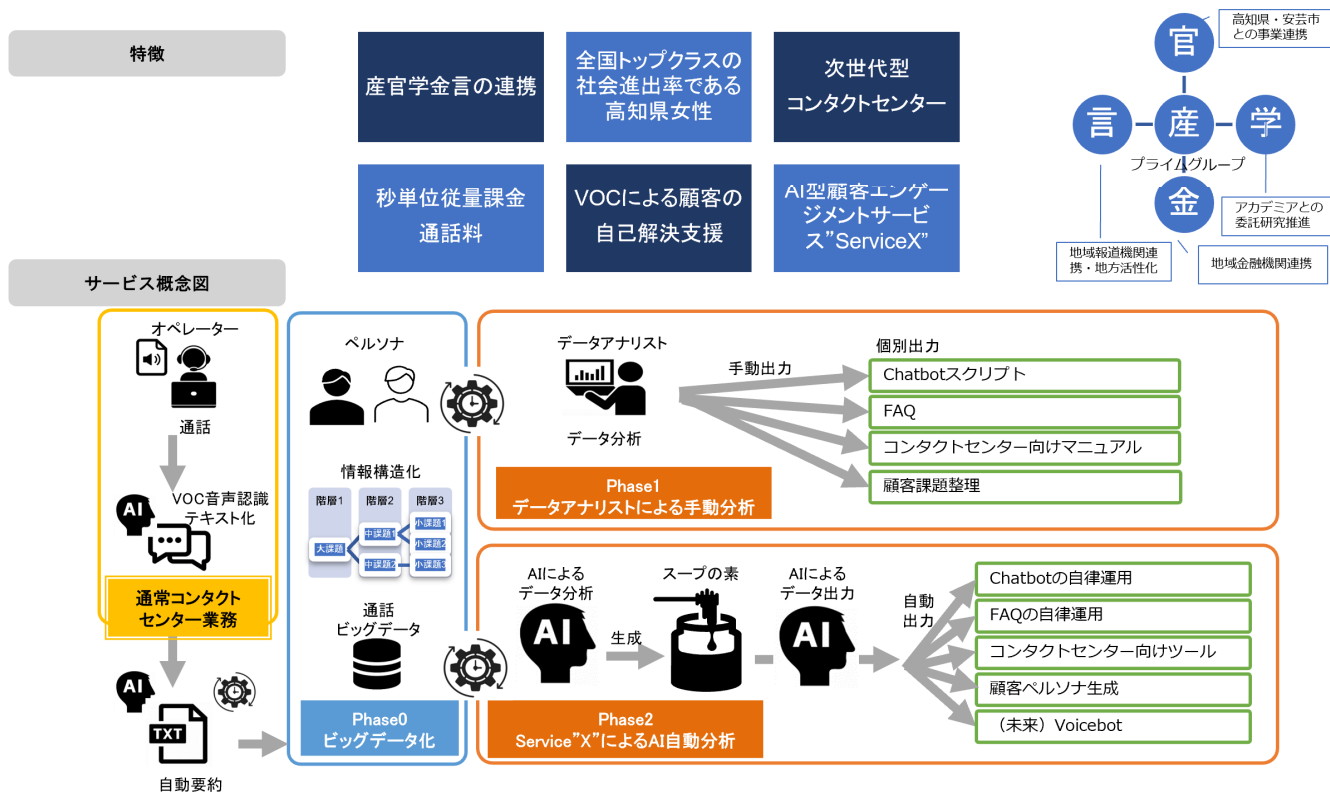 特徴
産官学金言の連携
全国トップクラスの
社会進出率である
高知県女性
次世代型
コンタクトセンター
秒単位従量課金
通話料
VOCによる顧客の
自己解決支援
AI型顧客エンゲー
ジメントサービ
ス”ServiceX”
官
高知県・安芸市
との事業連携
言
産
学
プライムグループ
金
アカデミアとの
委託研究推進
地域報道機関連
携・地方活性化
地域金融機関連携
サービス概念図
オペレーター
通話
AI
VOC音声認識
テキスト化
通常コンタクト
センター業務
AI
TXT
自動要約
ペルソナ
情報構造化
階層1
階層2
階層3
大課題
中課題1
中課題2
小課題1
小課題2
小課題3
通話
ビッグデータ
Phase0
ビッグデータ化
データアナリスト
データ分析
手動出力
個別出力
Chatbotスクリプト
FAQ
コンタクトセンター向けマニュアル
顧客課題整理
Phase1
データアナリストによる手動分析
AIによる
データ分析
AI
生成
スープの素
AIによる
データ出力
AI
自動
出力
Chatbotの自律運用
FAQの自律運用
コンタクトセンター向けツール
顧客ペルソナ生成
（未来）Voicebot
Phase2
Service”X”によるAI自動分析